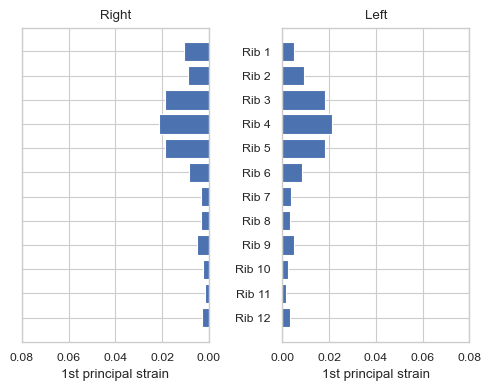 Right Left
Rib 1
Rib 2
Rib 3
Rib 4
Rib 5
Rib 6
Rib 7
Rib 8
Rib 9
Rib 10
Rib 11
Rib 12
0.08 0.06 0.04 0.02 0.00 0.00 0.02 0.04 0.06 0.08
1st principal strain 1st principal strain